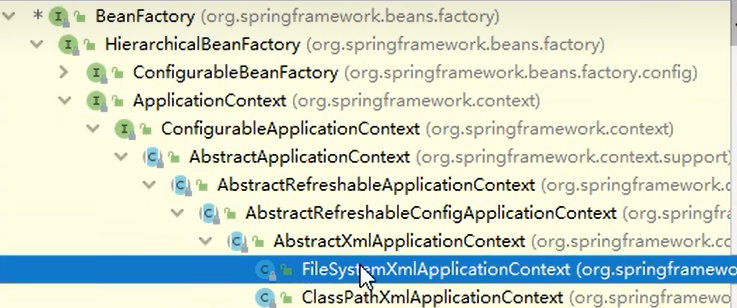 * BeanFactory (org.springframework.beans.factory)
HierarchicalBeanFactory (org.springframework.beans.factory)
ConfigurableBeanFactory (org.springframework.beans.factory.config)
ApplicationContext (org.springframework.context)
ConfigurableApplicationContext (org.springframework.context)
AbstractApplicationContext (org.springframework.context.support)
AbstractRefreshableApplicationContext (org.springframework.c
AbstractRefreshableConfigApplicationContext (org.springfra
AbstractXmlApplicationContext (org.springframework.co
FileSystemXmlApplicationContext (org.springframewo
ClassPathXmlApplicationContext (org.springframewo